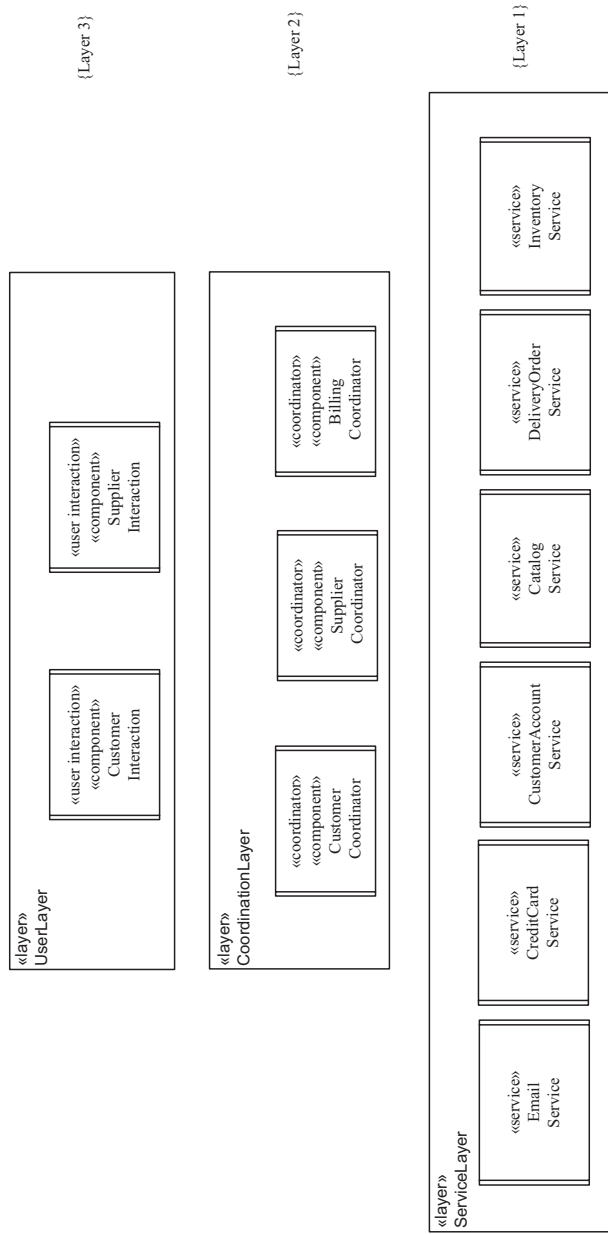 «layer»
UserLayer
«user interaction»
«component»
Customer
Interaction
«user interaction»
«component»
Supplier
Interaction
{Layer 3}
«layer»
CoordinationLayer
«coordinator»
«component»
Customer
Coordinator
«coordinator»
«component»
Supplier
Coordinator
«coordinator»
«component»
Billing
Coordinator
{Layer 2}
«layer»
ServiceLayer
«service»
Email
Service
«service»
CreditCard
Service
«service»
CustomerAccount
Service
«service»
Catalog
Service
«service»
DeliveryOrder
Service
«service»
Inventory
Service
{Layer 1}